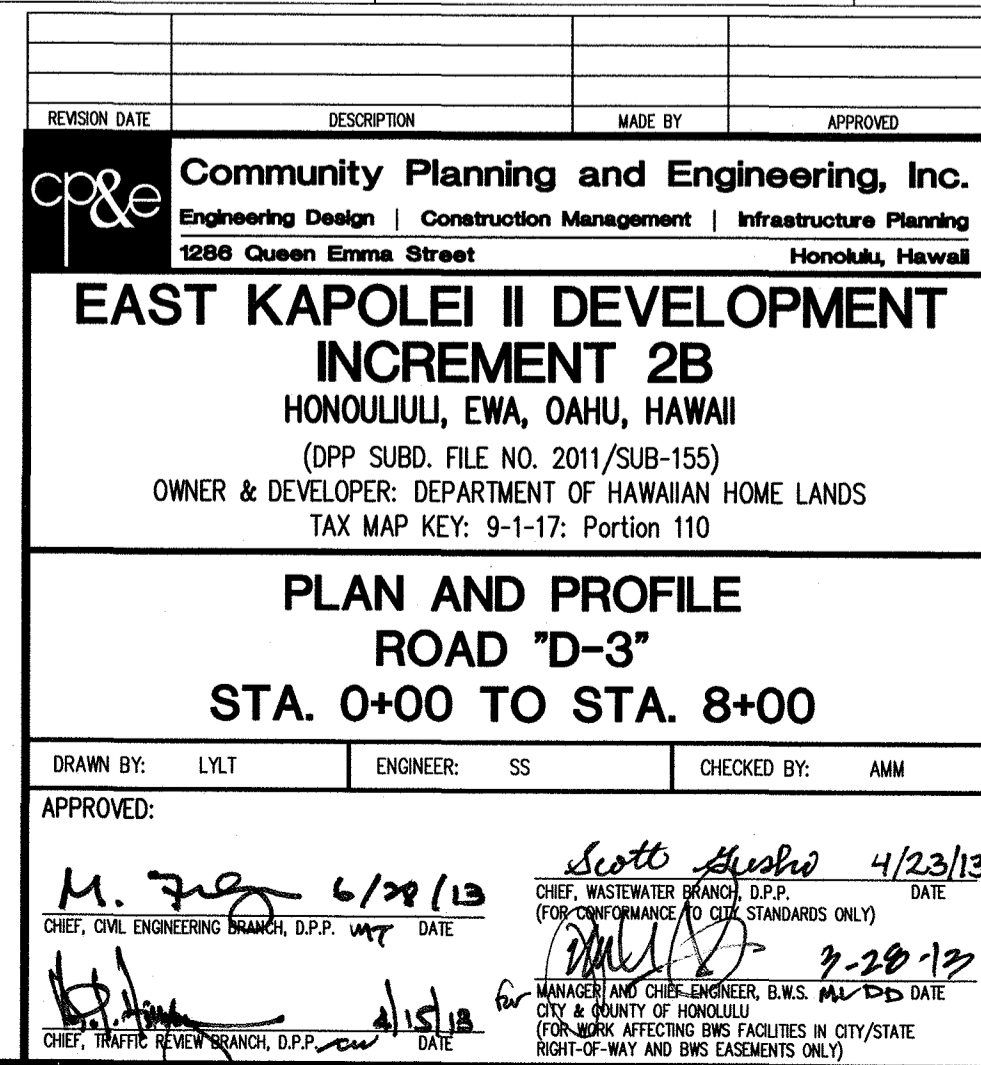 REVISION DATE DESCRIPTION MADE BY APPROVED
cp&e
Community Planning and Engineering, Inc.
Engineering Design | Construction Management | Infrastructure Planning
1286 Queen Emma Street Honolulu, Hawaii
EAST KAPOLEI II DEVELOPMENT
INCREMENT 2B
HONOULIULI, EWA, OAHU, HAWAII
(DPP SUBD. FILE NO. 2011/SUB-155)
OWNER & DEVELOPER: DEPARTMENT OF HAWAIIAN HOME LANDS
TAX MAP KEY: 9-1-17: Portion 110
PLAN AND PROFILE
ROAD "D-3"
STA. 0+00 TO STA. 8+00
DRAWN BY: LYLT ENGINEER: SS CHECKED BY: AMM
APPROVED:
M. 6/28/13
CHIEF, CIVIL ENGINEERING BRANCH, D.P.P. MT DATE
Scott 4/23/13
CHIEF, WASTEWATER BRANCH, D.P.P. DATE
(FOR CONFORMANCE TO CITY STANDARDS ONLY)
/15/13
CHIEF, TRAFFIC REVIEW BRANCH, D.P.P. DATE
3-28-13
for MANAGER AND CHIEF ENGINEER, B.W.S. DD DATE
CITY & COUNTY OF HONOLULU
(FOR WORK AFFECTING BWS FACILITIES IN CITY/STATE
RIGHT-OF-WAY AND BWS EASEMENTS ONLY)